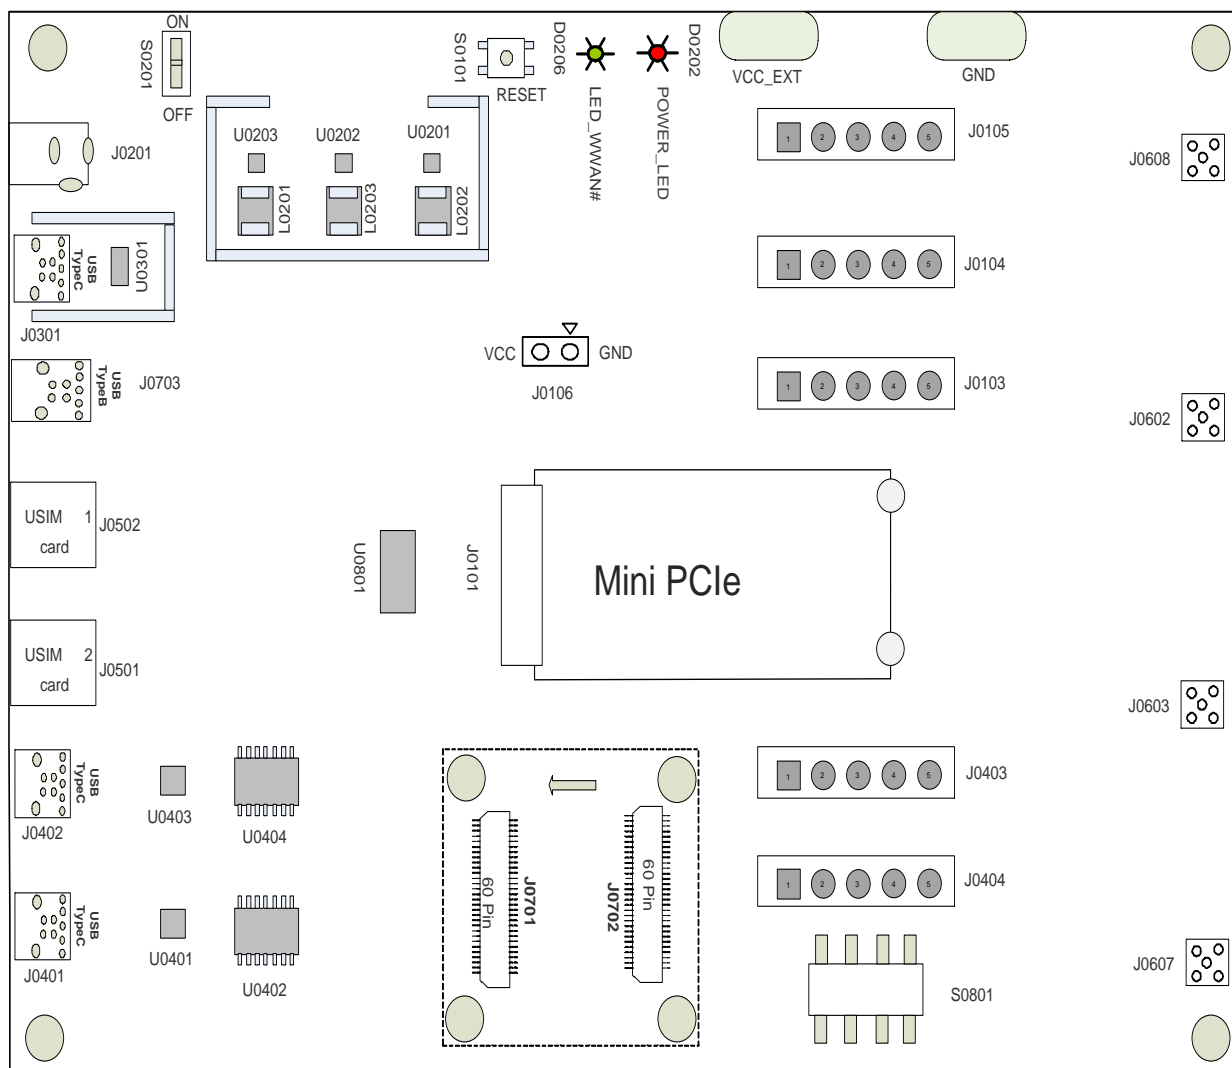 ON
S0201
OFF
S0101
RESET
D0206
LED_WWAN#
D0202
POWER_LED
VCC_EXT
GND
J0201
U0203
U0202
U0201
L0201
L0203
L0202
1 2 3 4 5
J0105
J0608
USB
TypeC
U0301
J0301
1 2 3 4 5
J0104
VCC
GND
J0106
USB
TypeB
J0703
1 2 3 4 5
J0103
J0602
USIM 1
card
J0502
U0801
J0101
Mini PCIe
USIM 2
card
J0501
J0603
USB
TypeC
J0402
U0403
U0404
1 2 3 4 5
J0403
60 Pin
J0701
J0702
60 Pin
1 2 3 4 5
J0404
USB
TypeC
J0401
U0401
U0402
S0801
J0607